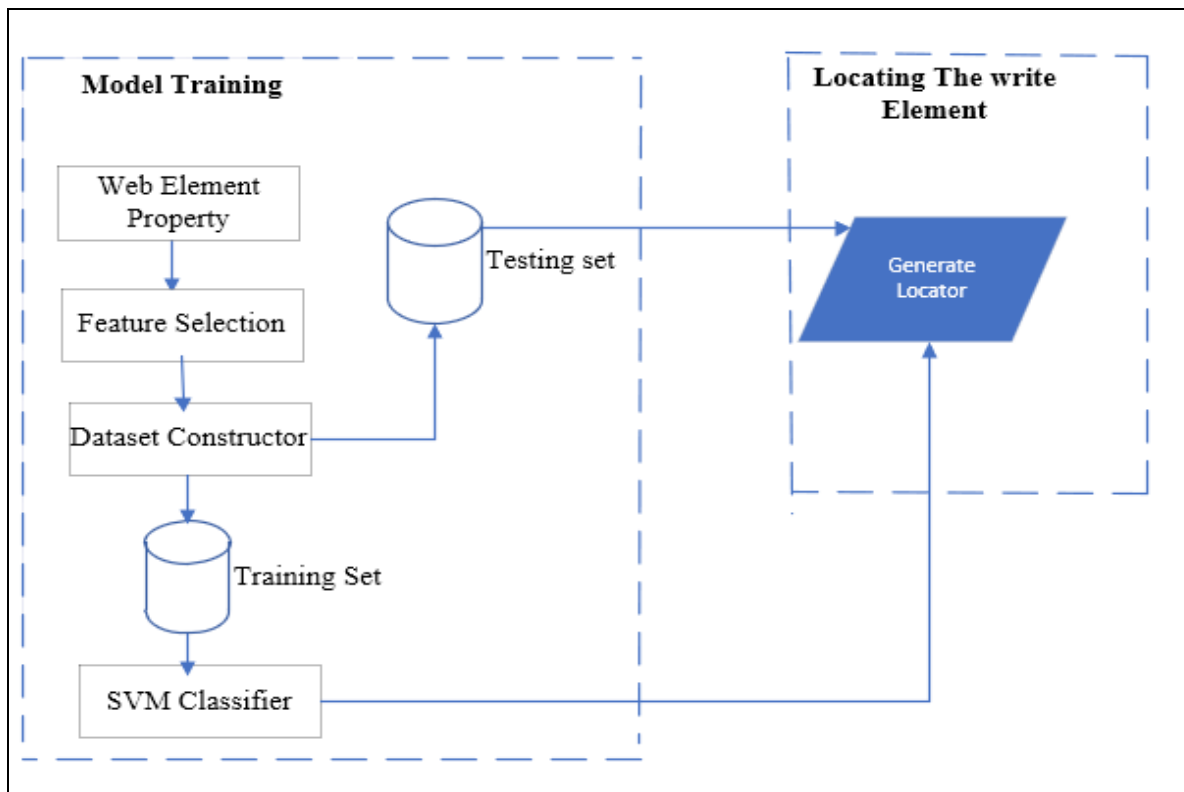 Model Training
Web Element
Property
Feature Selection
Dataset Constructor
Training Set
SVM Classifier
Testing set
Locating The write
Element
Generate
Locator